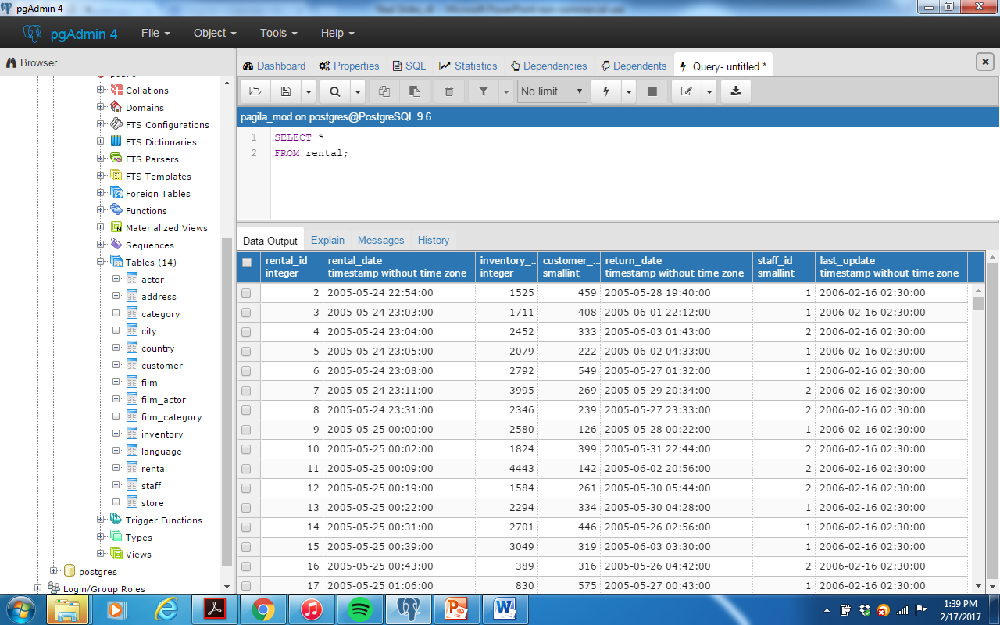 pgAdmin 4
pgAdmin 4 File Object Tools Help
Browser
Dashboard Properties SQL Statistics Dependencies Dependents Query- untitled *
public
Collations
Domains
FTS Configurations
FTS Dictionaries
FTS Parsers
FTS Templates
Foreign Tables
Functions
Materialized Views
Sequences
Tables (14)
actor
address
category
city
country
customer
film
film_actor
film_category
inventory
language
rental
staff
store
Trigger Functions
Types
Views
postgres
Login/Group Roles
No limit
pagila_mod on postgres@PostgreSQL 9.6
1 SELECT *
2 FROM rental;
Data Output Explain Messages History
rental_id rental_date inventory_... customer_... return_date staff_id last_update
integer timestamp without time zone integer smallint timestamp without time zone smallint timestamp without time zone
2 2005-05-24 22:54:00 1525 459 2005-05-28 19:40:00 1 2006-02-16 02:30:00
3 2005-05-24 23:03:00 1711 408 2005-06-01 22:12:00 1 2006-02-16 02:30:00
4 2005-05-24 23:04:00 2452 333 2005-06-03 01:43:00 2 2006-02-16 02:30:00
5 2005-05-24 23:05:00 2079 222 2005-06-02 04:33:00 1 2006-02-16 02:30:00
6 2005-05-24 23:08:00 2792 549 2005-05-27 01:32:00 1 2006-02-16 02:30:00
7 2005-05-24 23:11:00 3995 269 2005-05-29 20:34:00 2 2006-02-16 02:30:00
8 2005-05-24 23:31:00 2346 239 2005-05-27 23:33:00 2 2006-02-16 02:30:00
9 2005-05-25 00:00:00 2580 126 2005-05-28 00:22:00 1 2006-02-16 02:30:00
10 2005-05-25 00:02:00 1824 399 2005-05-31 22:44:00 2 2006-02-16 02:30:00
11 2005-05-25 00:09:00 4443 142 2005-06-02 20:56:00 2 2006-02-16 02:30:00
12 2005-05-25 00:19:00 1584 261 2005-05-30 05:44:00 2 2006-02-16 02:30:00
13 2005-05-25 00:22:00 2294 334 2005-05-30 04:28:00 1 2006-02-16 02:30:00
14 2005-05-25 00:31:00 2701 446 2005-05-26 02:56:00 1 2006-02-16 02:30:00
15 2005-05-25 00:39:00 3049 319 2005-06-03 03:30:00 1 2006-02-16 02:30:00
16 2005-05-25 00:43:00 389 316 2005-05-26 04:42:00 2 2006-02-16 02:30:00
17 2005-05-25 01:06:00 830 575 2005-05-27 00:43:00 1 2006-02-16 02:30:00
1:39 PM
2/17/2017